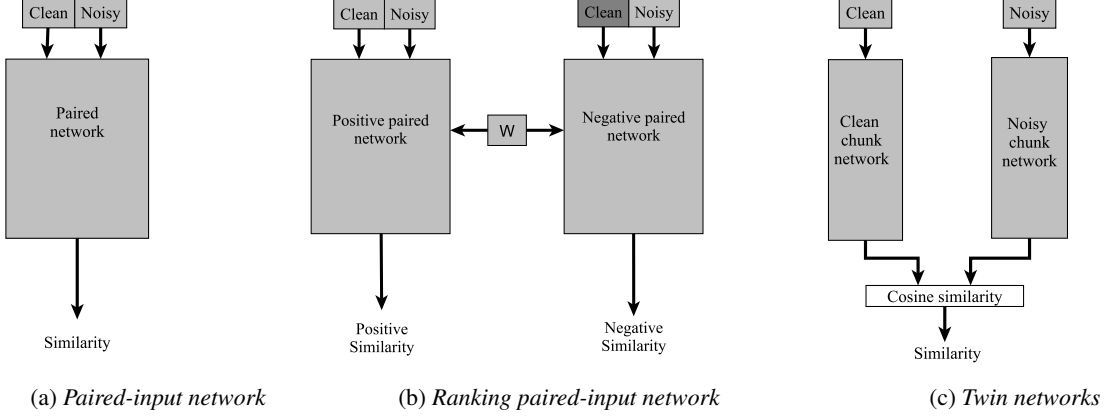 Clean Noisy
Paired
network
Similarity
(a) Paired-input network
Clean Noisy
Positive paired
network
Positive
Similarity
W
Clean Noisy
Negative paired
network
Negative
Similarity
(b) Ranking paired-input network
Clean
Clean
chunk
network
Noisy
Noisy
chunk
network
Cosine similarity
Similarity
(c) Twin networks